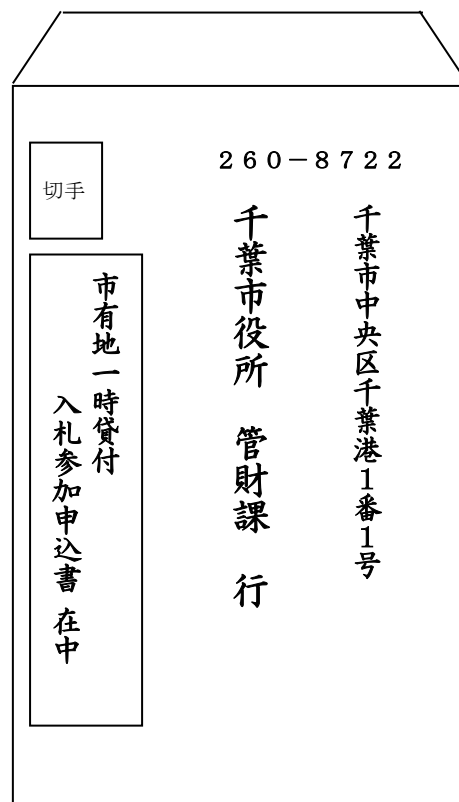 260-8722
千葉市中央区千葉港1番1号
千葉市役所 管財課 行
切手
市有地一時貸付
入札参加申込書 在中